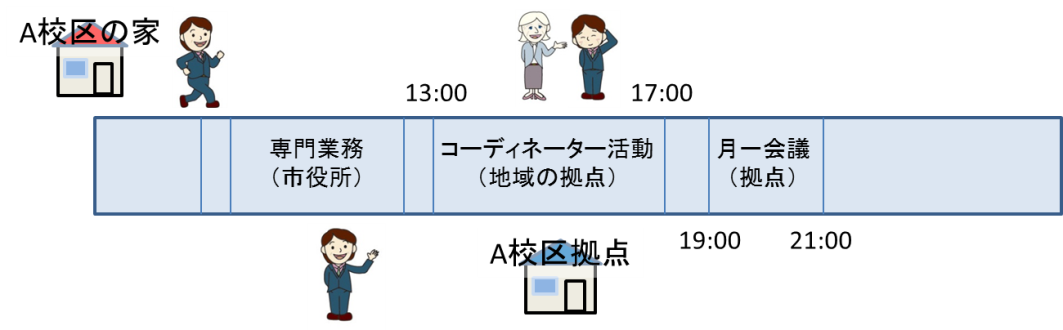 A校区の家
13:00
17:00
専門業務
（市役所）
コーディネーター活動
（地域の拠点）
月一会議
（拠点）
A校区拠点
19:00
21:00